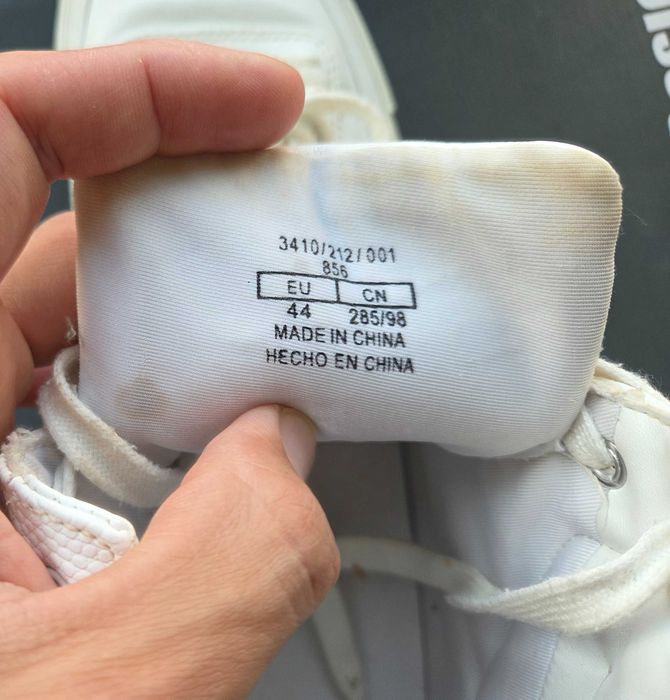 3410/212/001
856
EU CN
44 285/98
MADE IN CHINA
HECHO EN CHINA